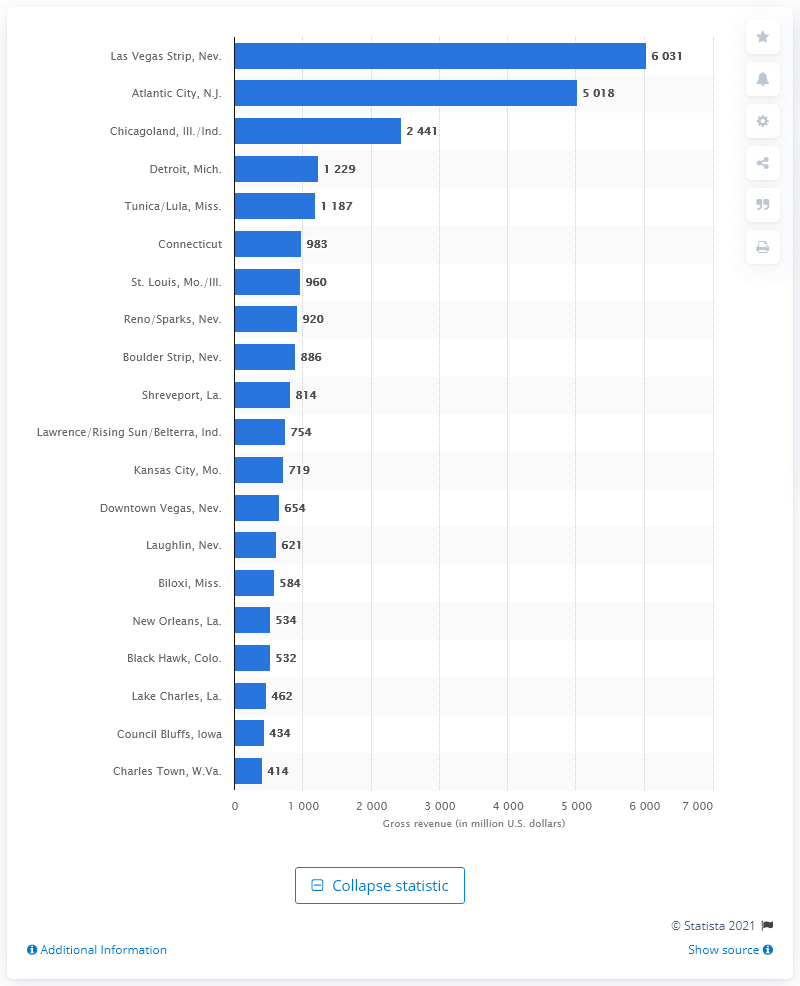 Las Vegas Strip, Nev. 6 031
Atlantic City, N.J. 5 018
Chicagoland, Ill./Ind. 2 441
Detroit, Mich. 1 229
Tunica/Lula, Miss. 1 187
Connecticut 983
St. Louis, Mo./Ill. 960
Reno/Sparks, Nev. 920
Boulder Strip, Nev. 886
Shreveport, La. 814
Lawrence/Rising Sun/Belterra, Ind. 754
Kansas City, Mo. 719
Downtown Vegas, Nev. 654
Laughlin, Nev. 621
Biloxi, Miss. 584
New Orleans, La. 534
Black Hawk, Colo. 532
Lake Charles, La. 462
Council Bluffs, Iowa 434
Charles Town, W.Va. 414
0 1 000 2 000 3 000 4 000 5 000 6 000 7 000
Gross revenue (in million U.S. dollars)
Collapse statistic
© Statista 2021
Additional Information Show source